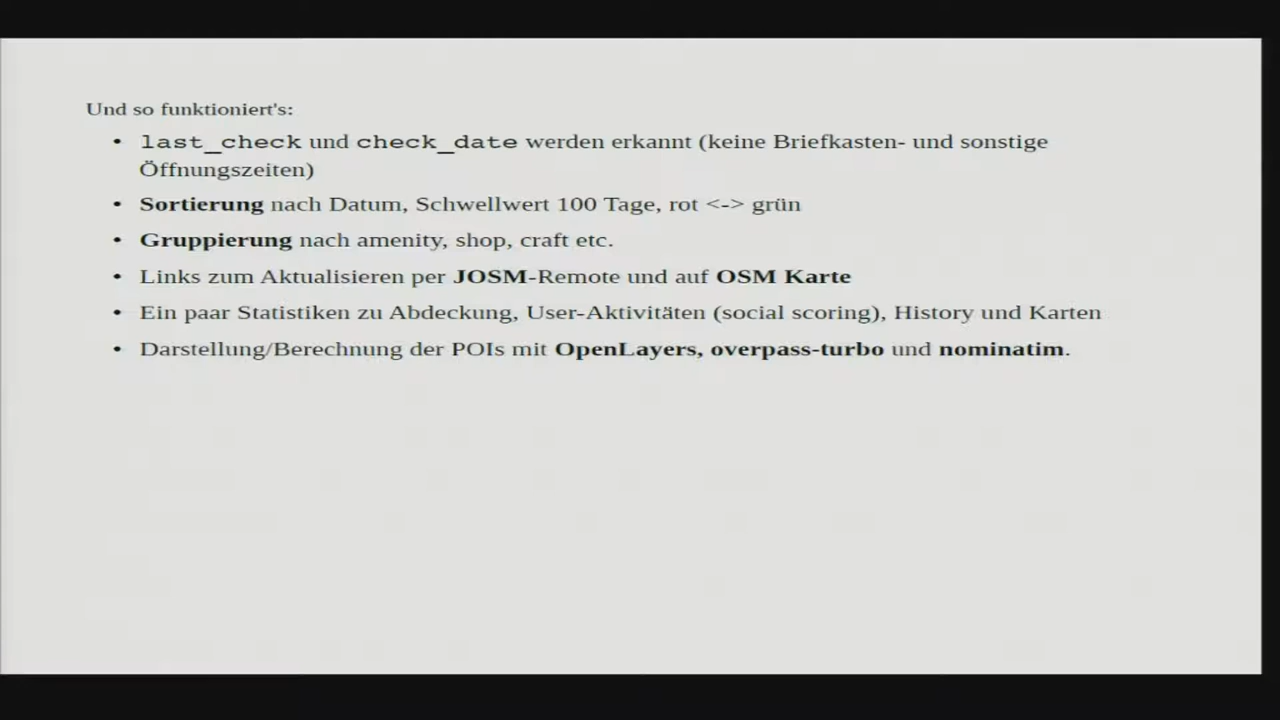 Und so funktioniert's:
• last_check und check_date werden erkannt (keine Briefkasten- und sonstige
Öffnungszeiten)
• Sortierung nach Datum, Schwellwert 100 Tage, rot <-> grün
• Gruppierung nach amenity, shop, craft etc.
• Links zum Aktualisieren per JOSM-Remote und auf OSM Karte
• Ein paar Statistiken zu Abdeckung, User-Aktivitäten (social scoring), History und Karten
• Darstellung/Berechnung der POIs mit OpenLayers, overpass-turbo und nominatim.